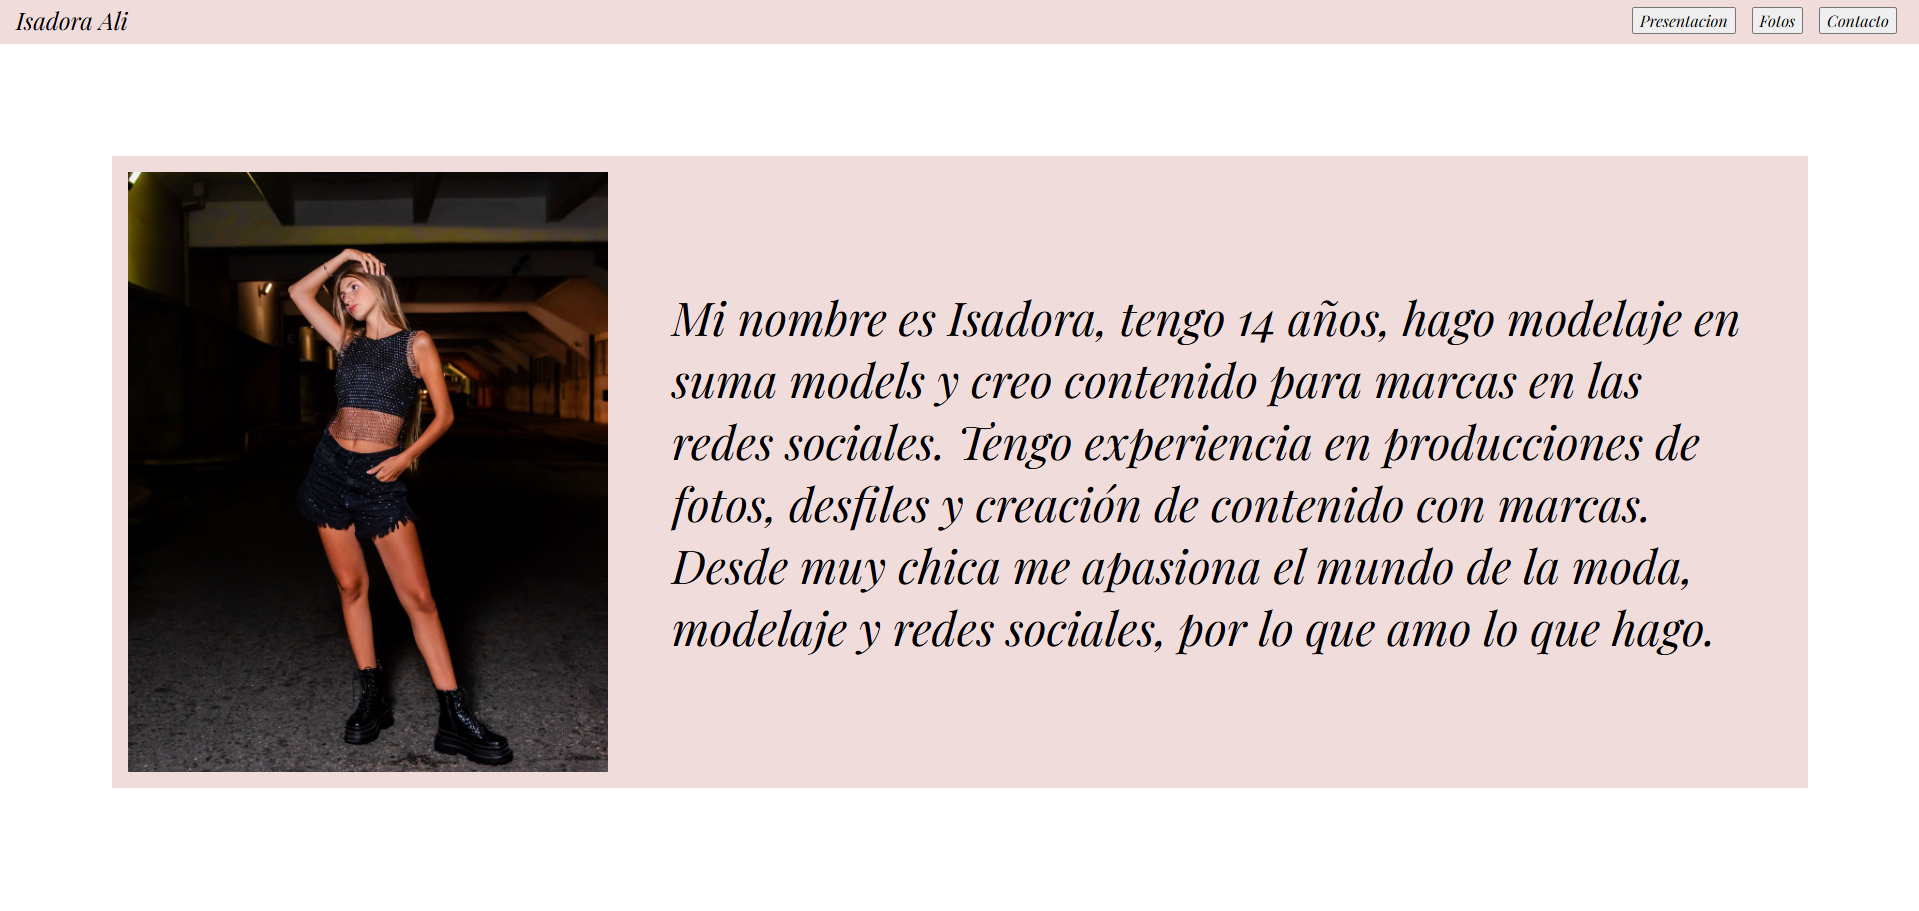 Isadora Ali
Presentacion
Fotos
Contacto
Mi nombre es Isadora, tengo 14 años, hago modelaje en
suma models y creo contenido para marcas en las
redes sociales. Tengo experiencia en producciones de
fotos, desfiles y creación de contenido con marcas.
Desde muy chica me apasiona el mundo de la moda,
modelaje y redes sociales, por lo que amo lo que hago.